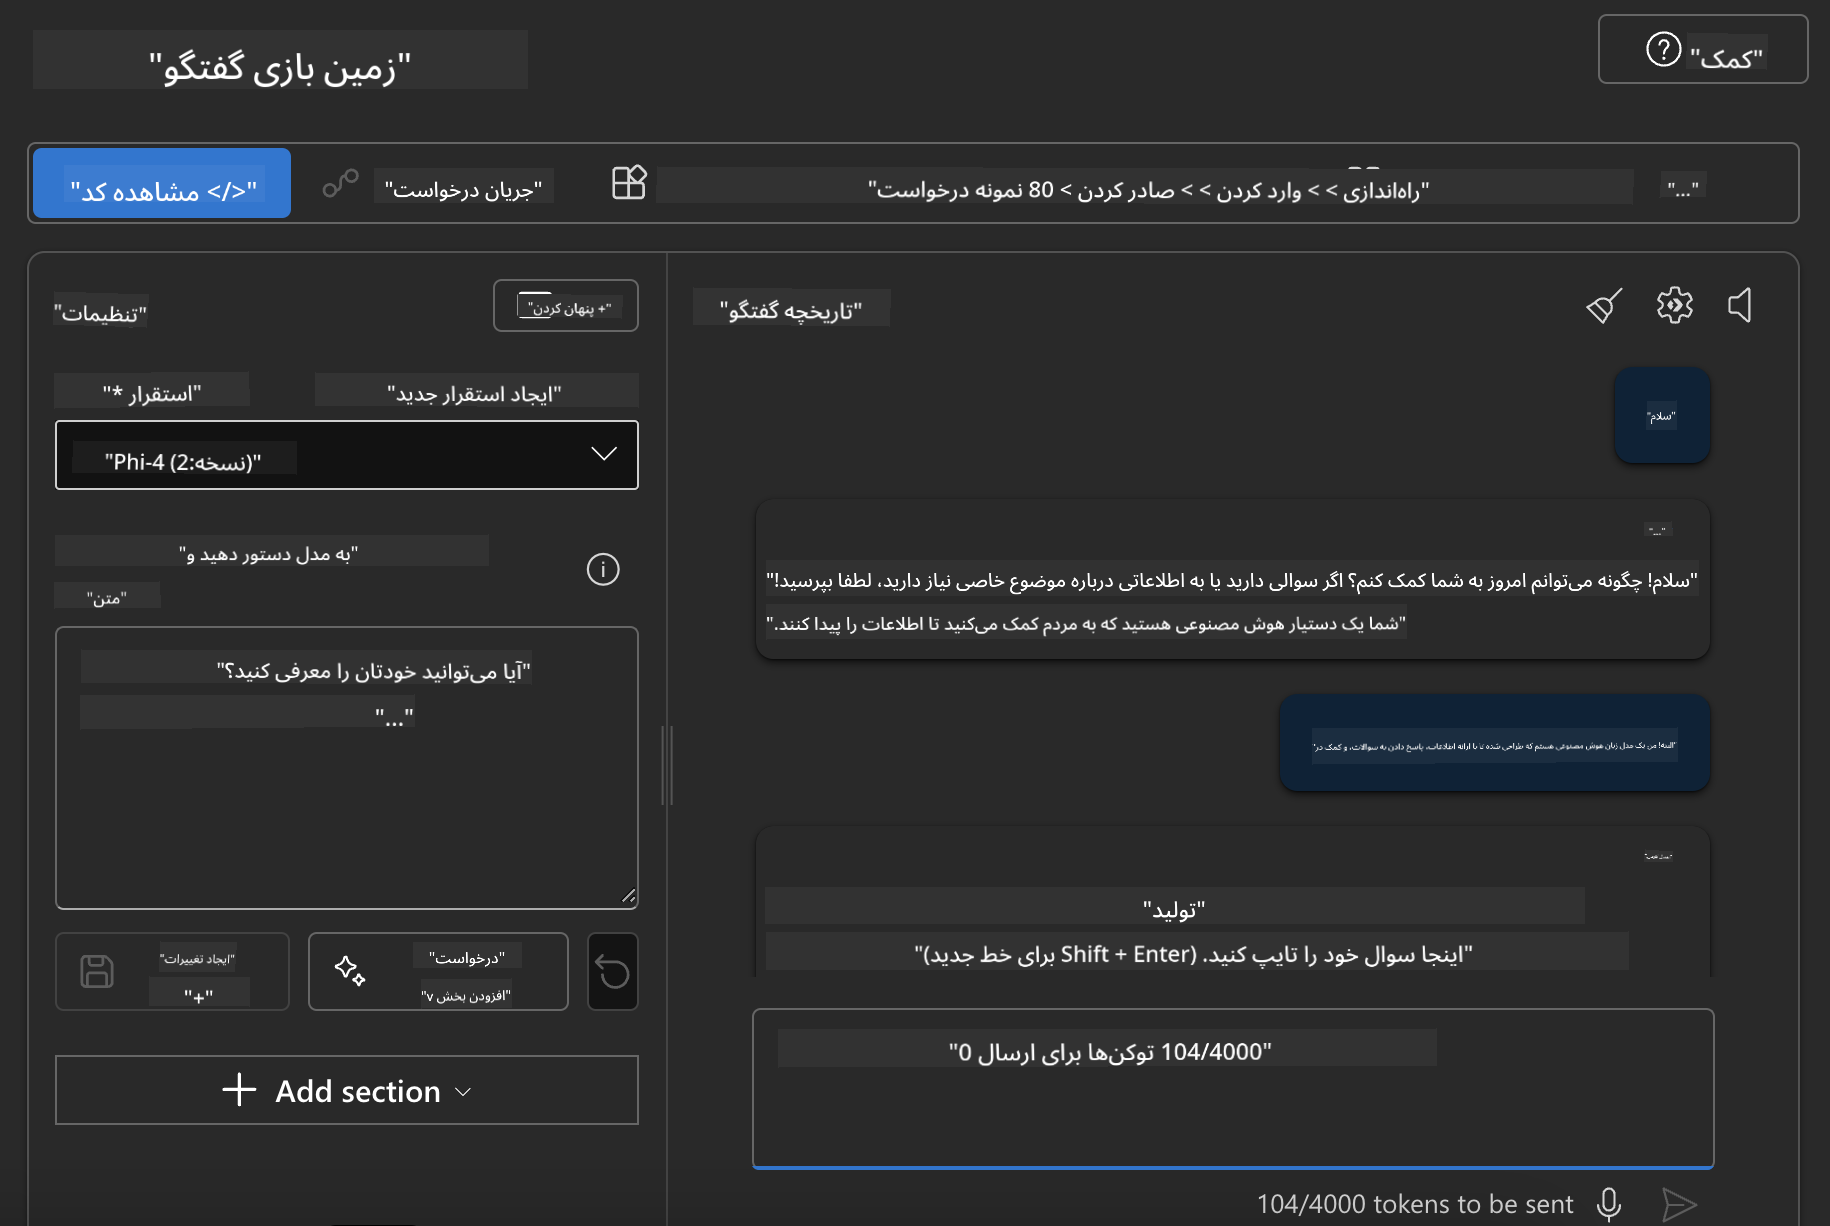 "زمین بازی گفتگو"
"کمک"
"</> مشاهده کد"
"جریان درخواست"
"راه‌اندازی > > وارد کردن > > صادر کردن > 80 نمونه درخواست"
"..."
"تنظیمات"
"+ پنهان کردن"
"استقرار *"
"ایجاد استقرار جدید"
"Phi-4 (نسخه:2)"
"به مدل دستور دهید و"
"متن"
"آیا می‌توانید خودتان را معرفی کنید؟"
"..."
"ایجاد تغییرات"
"+"
"درخواست"
"افزودن بخش v"
Add section
"تاریخچه گفتگو"
"سلام"
"..."
"سلام! چگونه می‌توانم امروز به شما کمک کنم؟ اگر سوالی دارید یا به اطلاعاتی درباره موضوع خاصی نیاز دارید، لطفا بپرسید!"
"شما یک دستیار هوش مصنوعی هستید که به مردم کمک می‌کنید تا اطلاعات را پیدا کنند."
"البته! من یک مدل زبان هوش مصنوعی هستم که طراحی شده تا با ارائه اطلاعات، پاسخ دادن به سوالات، و کمک در"
"تولید"
"اینجا سوال خود را تایپ کنید. (Shift + Enter برای خط جدید)"
"104/4000 توکن‌ها برای ارسال 0"
104/4000 tokens to be sent